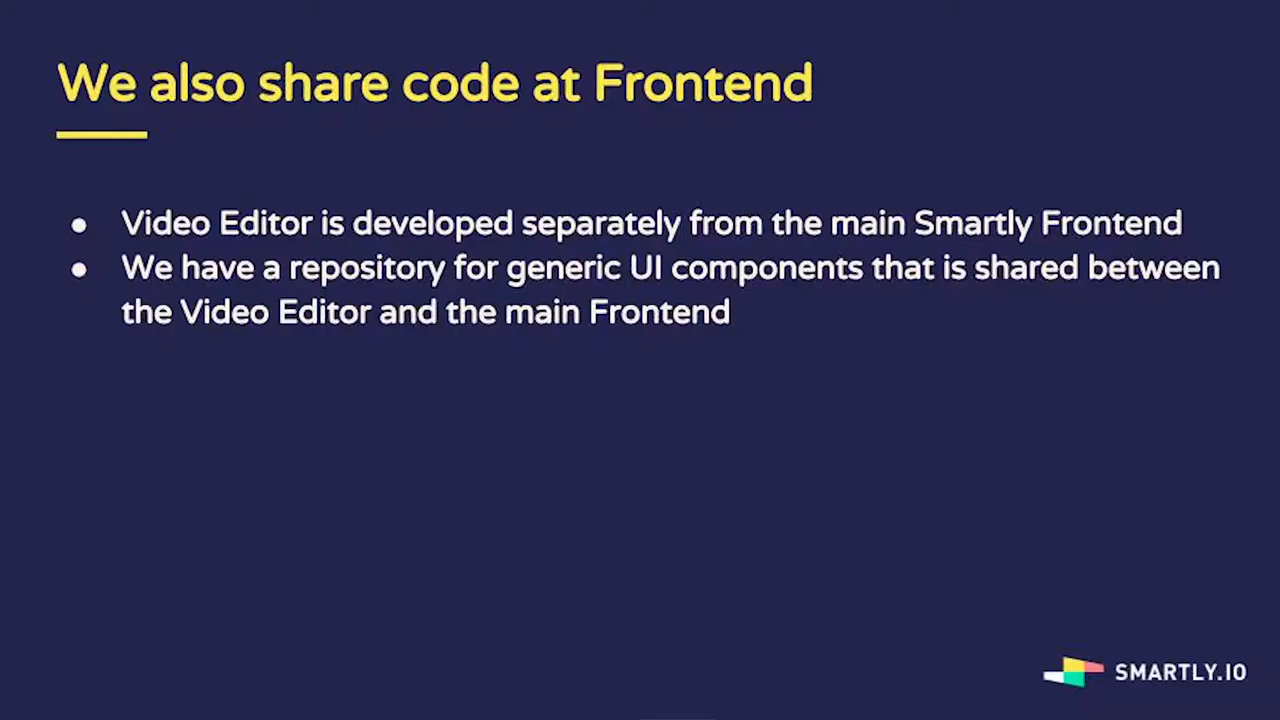 We also share code at Frontend
● Video Editor is developed separately from the main Smartly Frontend
● We have a repository for generic UI components that is shared between
the Video Editor and the main Frontend
SMARTLY.IO